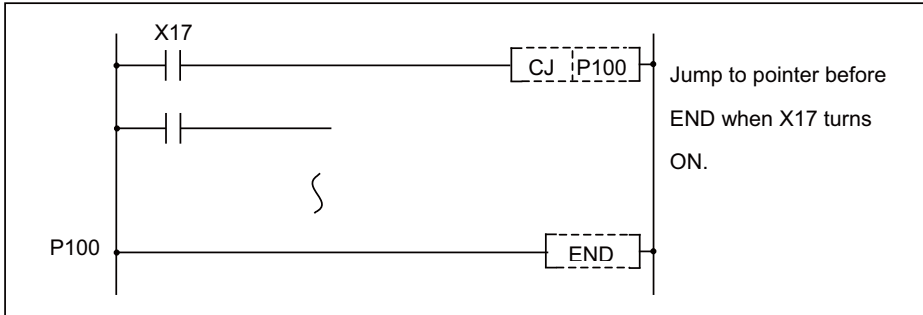 X17
CJ P100
Jump to pointer before
END when X17 turns
ON.
P100
END